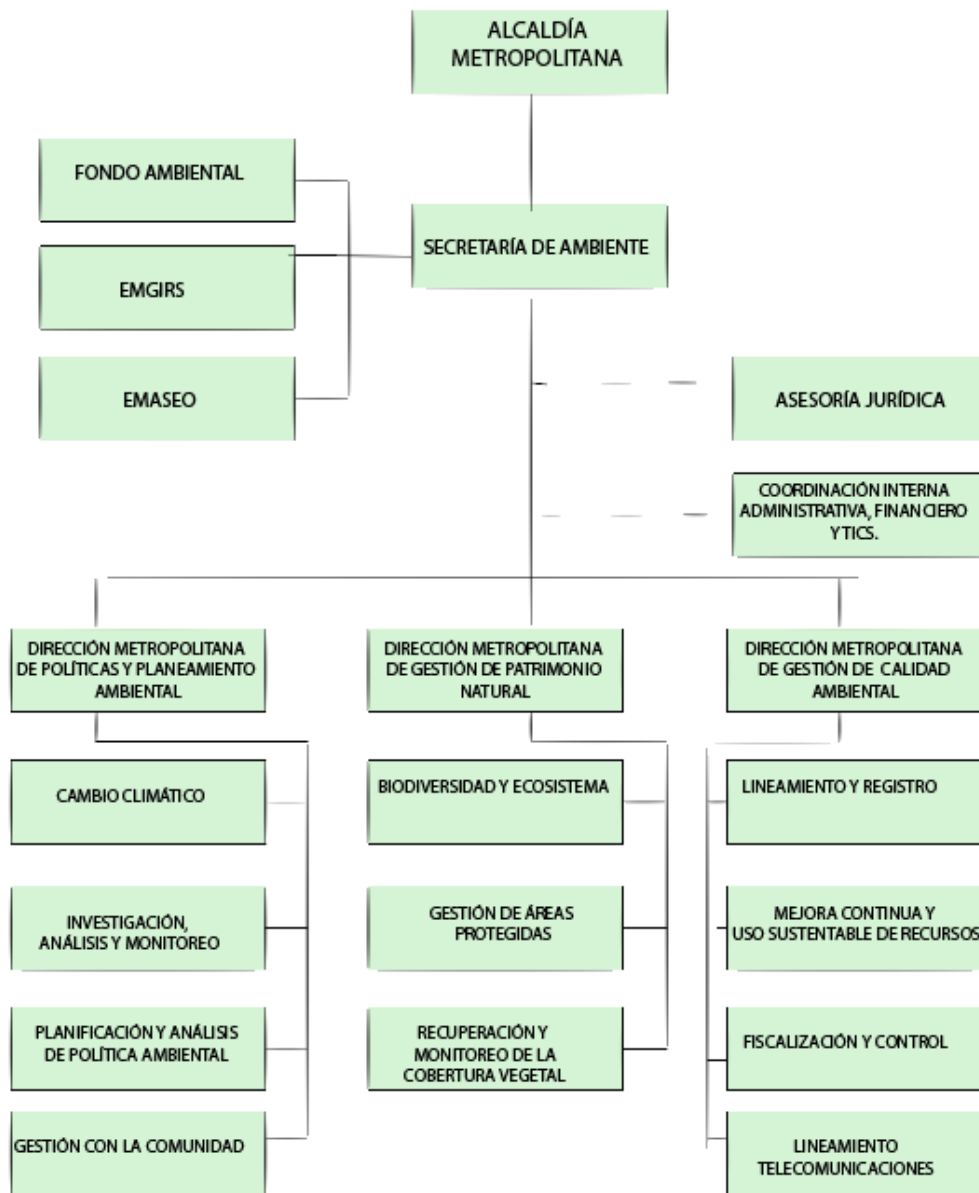 ALCALDÍA
METROPOLITANA
FONDO AMBIENTAL
SECRETARÍA DE AMBIENTE
EMGIRS
EMASEO
ASESORÍA JURÍDICA
COORDINACIÓN INTERNA
ADMINISTRATIVA, FINANCIERO
Y TICS.
DIRECCIÓN METROPOLITANA
DE POLÍTICAS Y PLANEAMIENTO
AMBIENTAL
DIRECCIÓN METROPOLITANA
DE GESTIÓN DE PATRIMONIO
NATURAL
DIRECCIÓN METROPOLITANA
DE GESTIÓN DE CALIDAD
AMBIENTAL
CAMBIO CLIMÁTICO
BIODIVERSIDAD Y ECOSISTEMA
LINEAMIENTO Y REGISTRO
INVESTIGACIÓN,
ANÁLISIS Y MONITOREO
GESTIÓN DE ÁREAS
PROTEGIDAS
MEJORA CONTINUA Y
USO SUSTENTABLE DE RECURSOS
PLANIFICACIÓN Y ANÁLISIS
DE POLÍTICA AMBIENTAL
RECUPERACIÓN Y
MONITOREO DE LA
COBERTURA VEGETAL
FISCALIZACIÓN Y CONTROL
GESTIÓN CON LA COMUNIDAD
LINEAMIENTO
TELECOMUNICACIONES